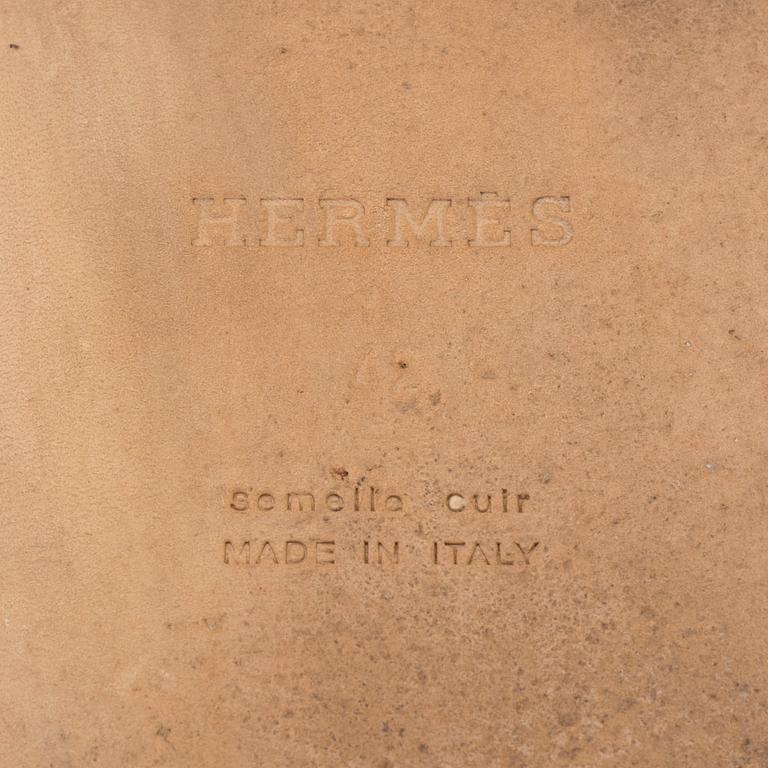 HERMÈS
42
semelle cuir
MADE IN ITALY